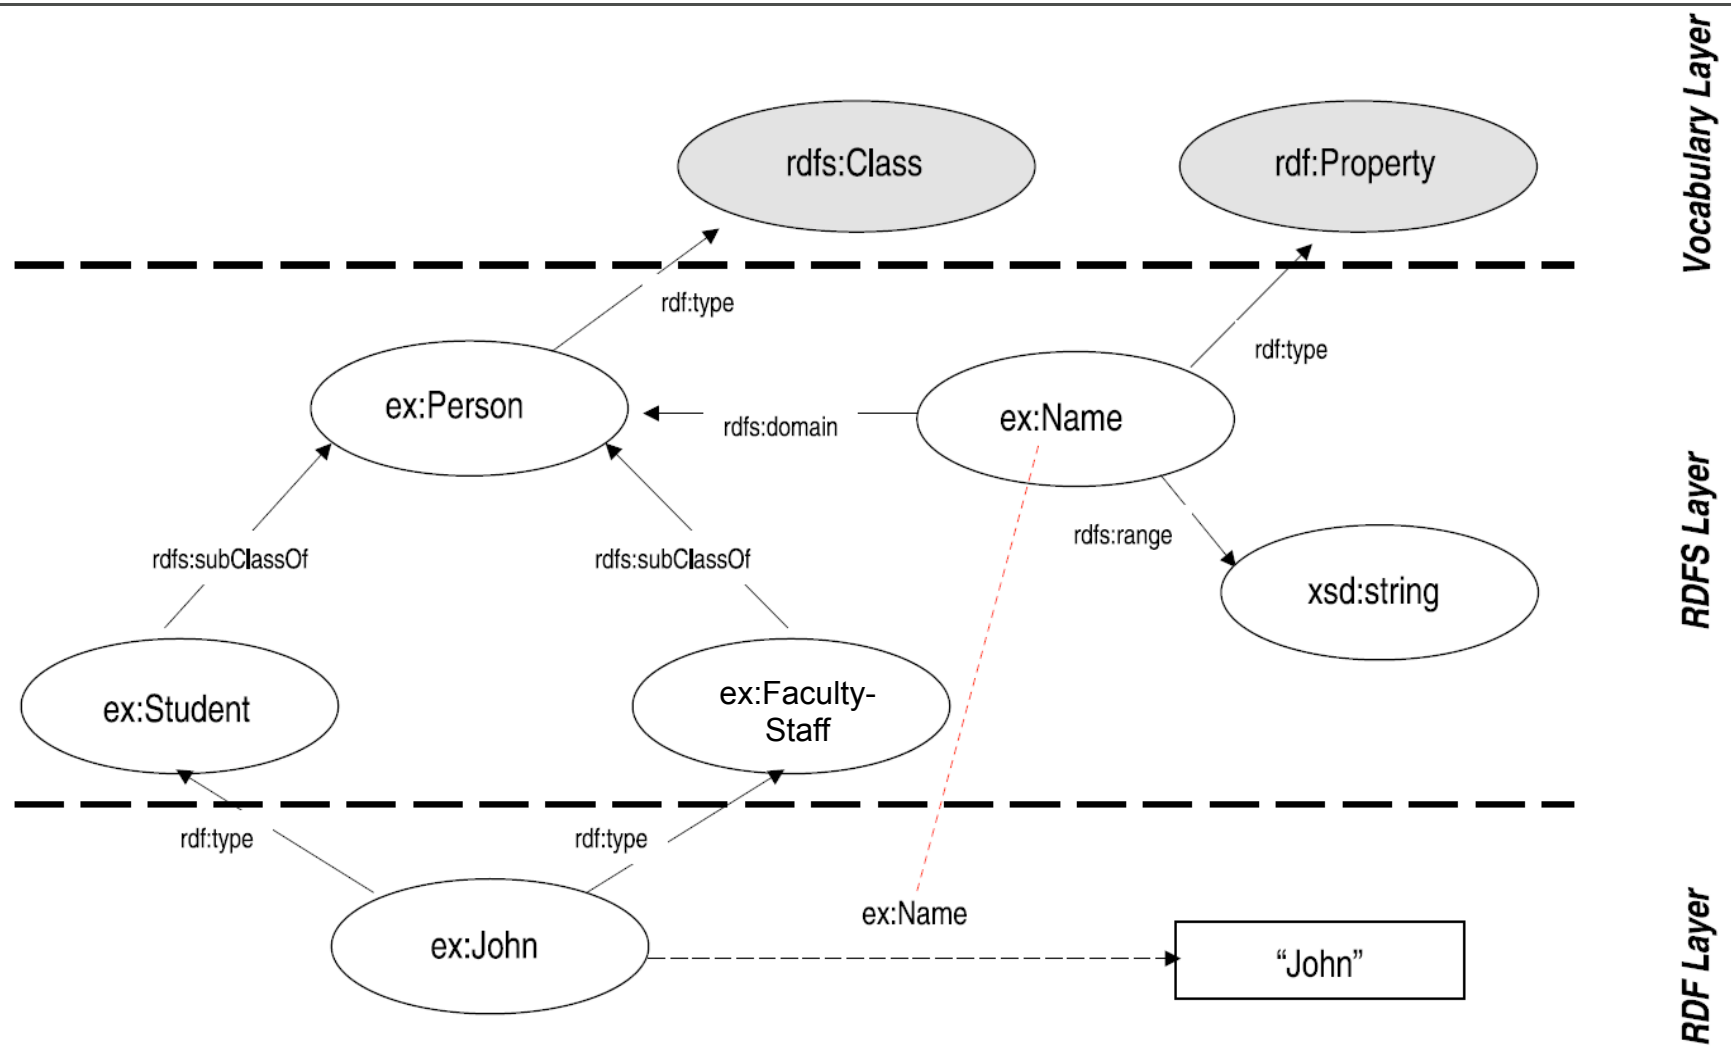 Vocabulary Layer
rdfs:Class
rdf:Property
rdf:type
rdf:type
ex:Person
ex:Name
rdfs:domain
RDFS Layer
rdfs:range
rdfs:subClassOf
rdfs:subClassOf
xsd:string
ex:Student
ex:Faculty-
Staff
rdf:type
rdf:type
ex:Name
ex:John
“John”
RDF Layer